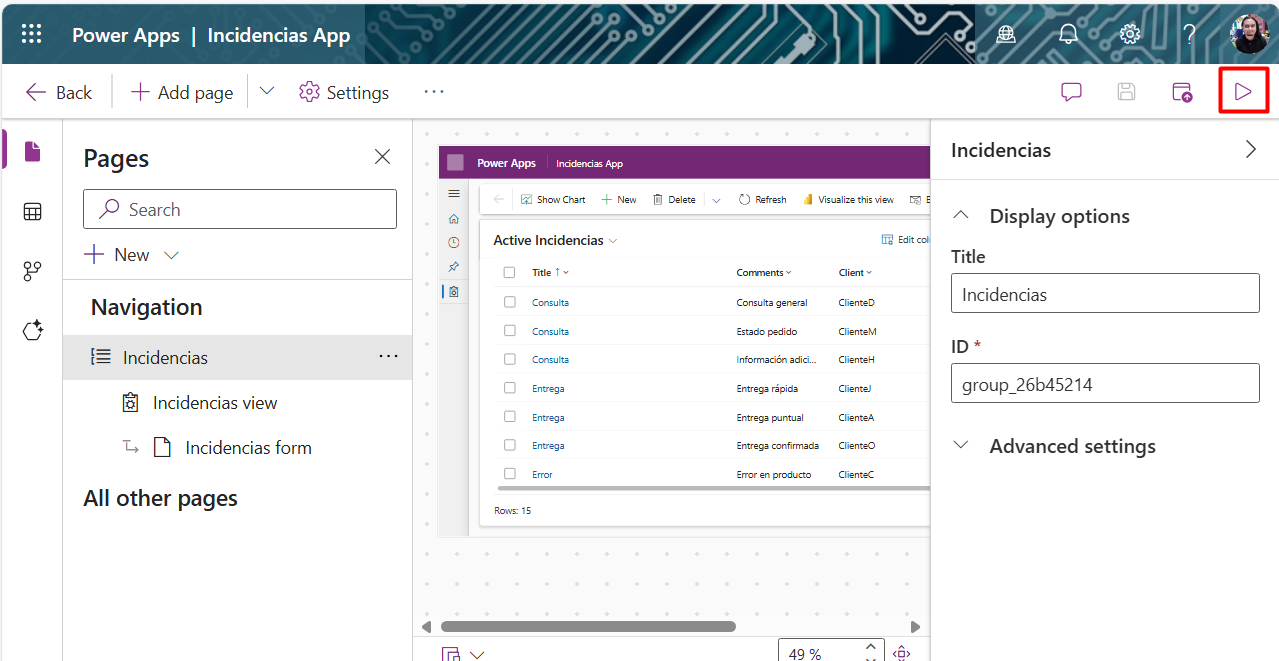 Power Apps | Incidencias App
Back
Add page
Settings
Pages
Search
New
Navigation
Incidencias
Incidencias view
Incidencias form
All other pages
Power Apps
Incidencias App
Show Chart
New
Delete
Refresh
Visualize this view
Active Incidencias
Edit
Title Comments Client
Consulta Consulta general ClienteD
Consulta Estado pedido ClienteM
Consulta Información adici... ClienteH
Entrega Entrega rápida ClienteJ
Entrega Entrega puntual ClienteA
Entrega Entrega confirmada ClienteO
Error Error en producto ClienteC
Rows: 15
49 %
Incidencias
Display options
Title
Incidencias
ID *
group_26b45214
Advanced settings